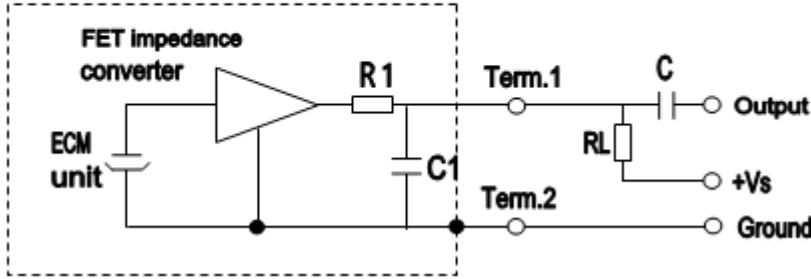 FET impedance
converter
R1
Term.1
C
Output
ECM
unit
C1
RL
+Vs
Term.2
Ground